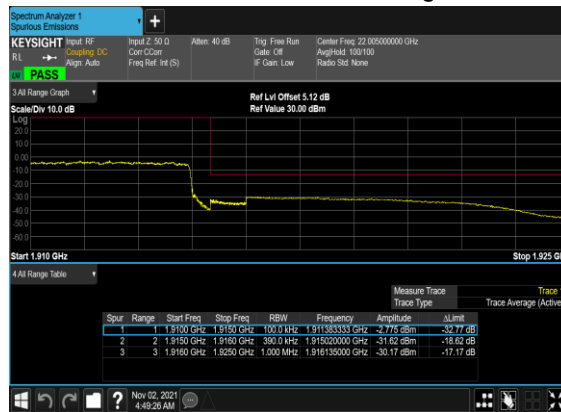 Spectrum Analyzer 1
Spurious Emissions
+
KEYSIGHT Input: RF Input Z: 50 Ω Atten: 40 dB Trig: Free Run Center Freq: 22.005000000 GHz
RL Coupling: DC Corr CCorr Gate: Off Avg|Hold: 100/100
Align: Auto Freq Ref: Int (S) IF Gain: Low Radio Std: None
LXI PASS
3 All Range Graph
Ref Lvl Offset 5.12 dB
Scale/Div 10.0 dB Ref Value 30.00 dBm
Log
20.0
10.0
0.00
-10.0
-20.0
-30.0
-40.0
-50.0
-60.0
Start 1.910 GHz Stop 1.925 G
4 All Range Table
Measure Trace Trace
Trace Type Trace Average (Active
Spur Range Start Freq Stop Freq RBW Frequency Amplitude ΔLimit
1 1 1.9100 GHz 1.9150 GHz 100.0 kHz 1.911383333 GHz -2.775 dBm -32.77 dB
2 2 1.9150 GHz 1.9160 GHz 390.0 kHz 1.915020000 GHz -31.62 dBm -18.62 dB
3 3 1.9160 GHz 1.9250 GHz 1.000 MHz 1.916135000 GHz -30.17 dBm -17.17 dB
? Nov 02, 2021
4:49:26 AM